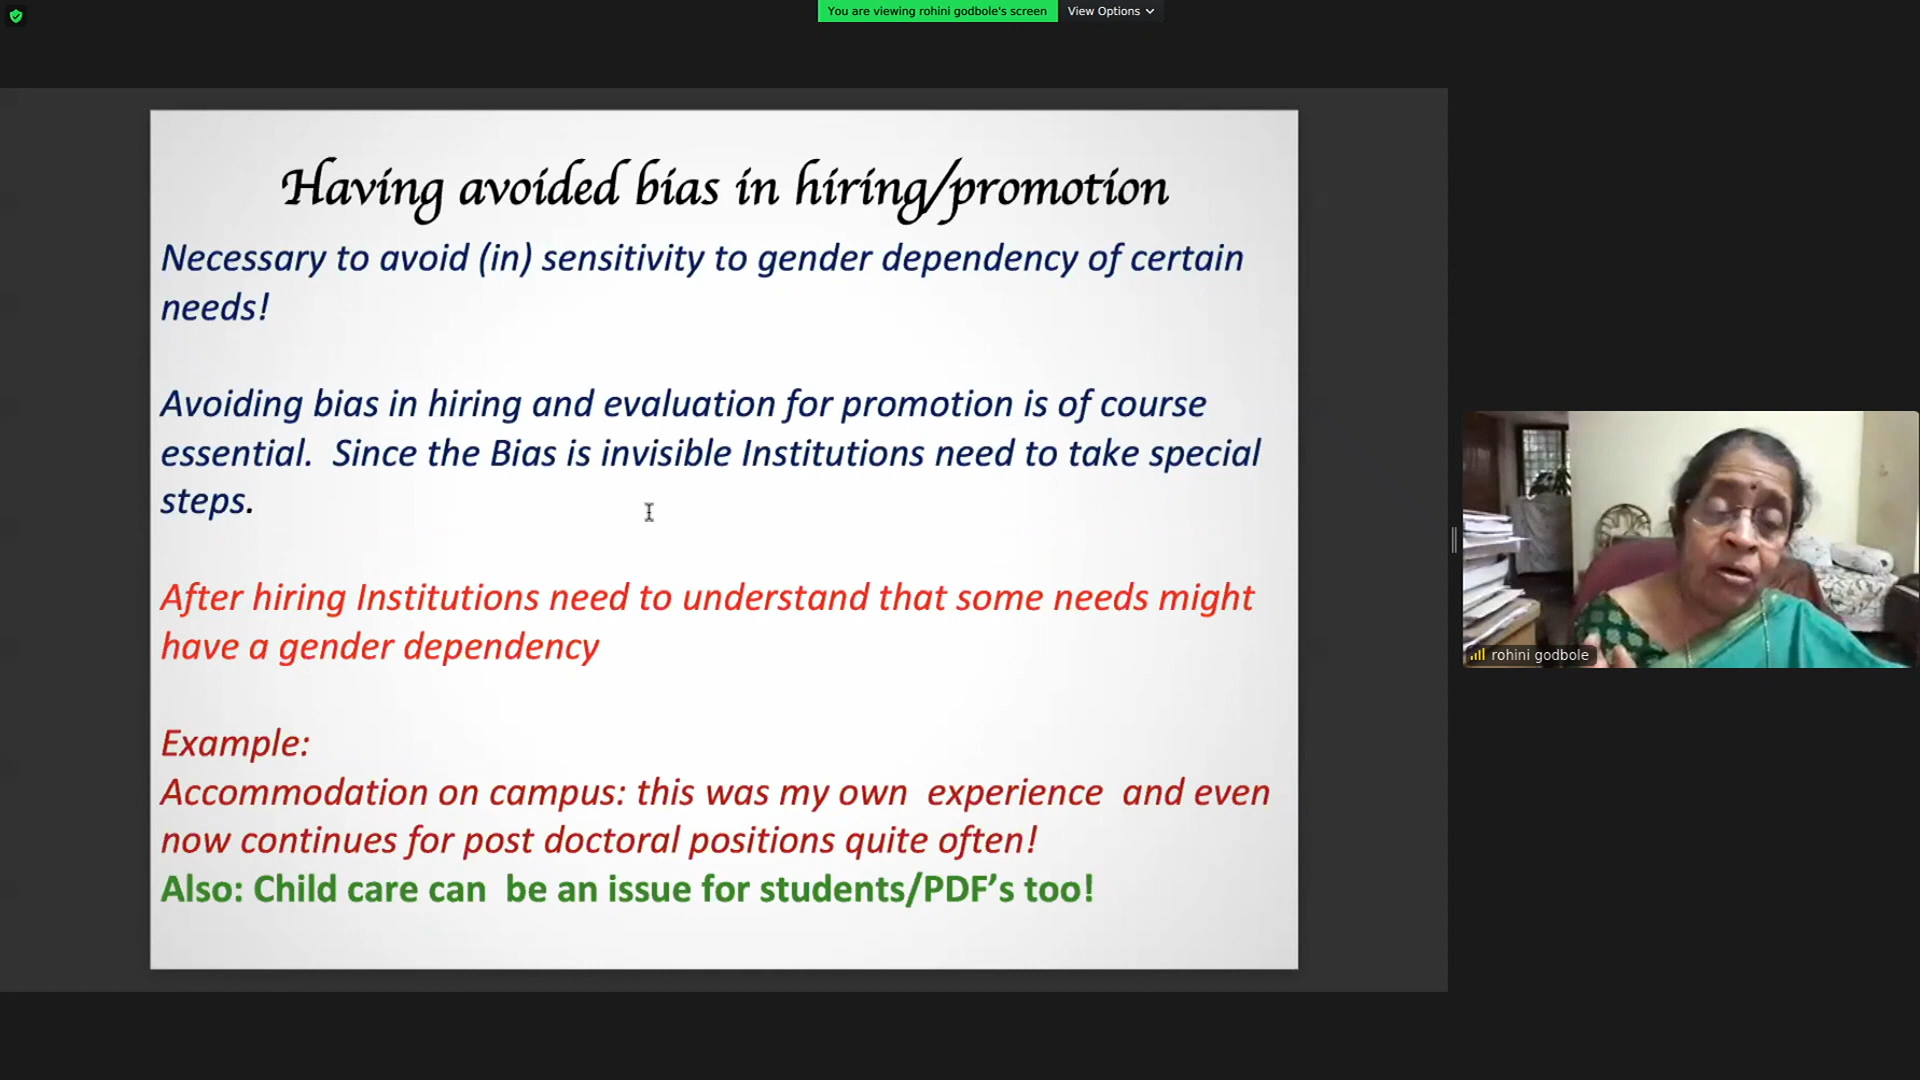 You are viewing rohini godbole's screen
View Options
Having avoided bias in hiring/promotion
Necessary to avoid (in) sensitivity to gender dependency of certain
needs!
Avoiding bias in hiring and evaluation for promotion is of course
essential.  Since the Bias is invisible Institutions need to take special
steps.
After hiring Institutions need to understand that some needs might
have a gender dependency
Example:
Accommodation on campus: this was my own  experience  and even
now continues for post doctoral positions quite often!
Also: Child care can  be an issue for students/PDF’s too!
rohini godbole